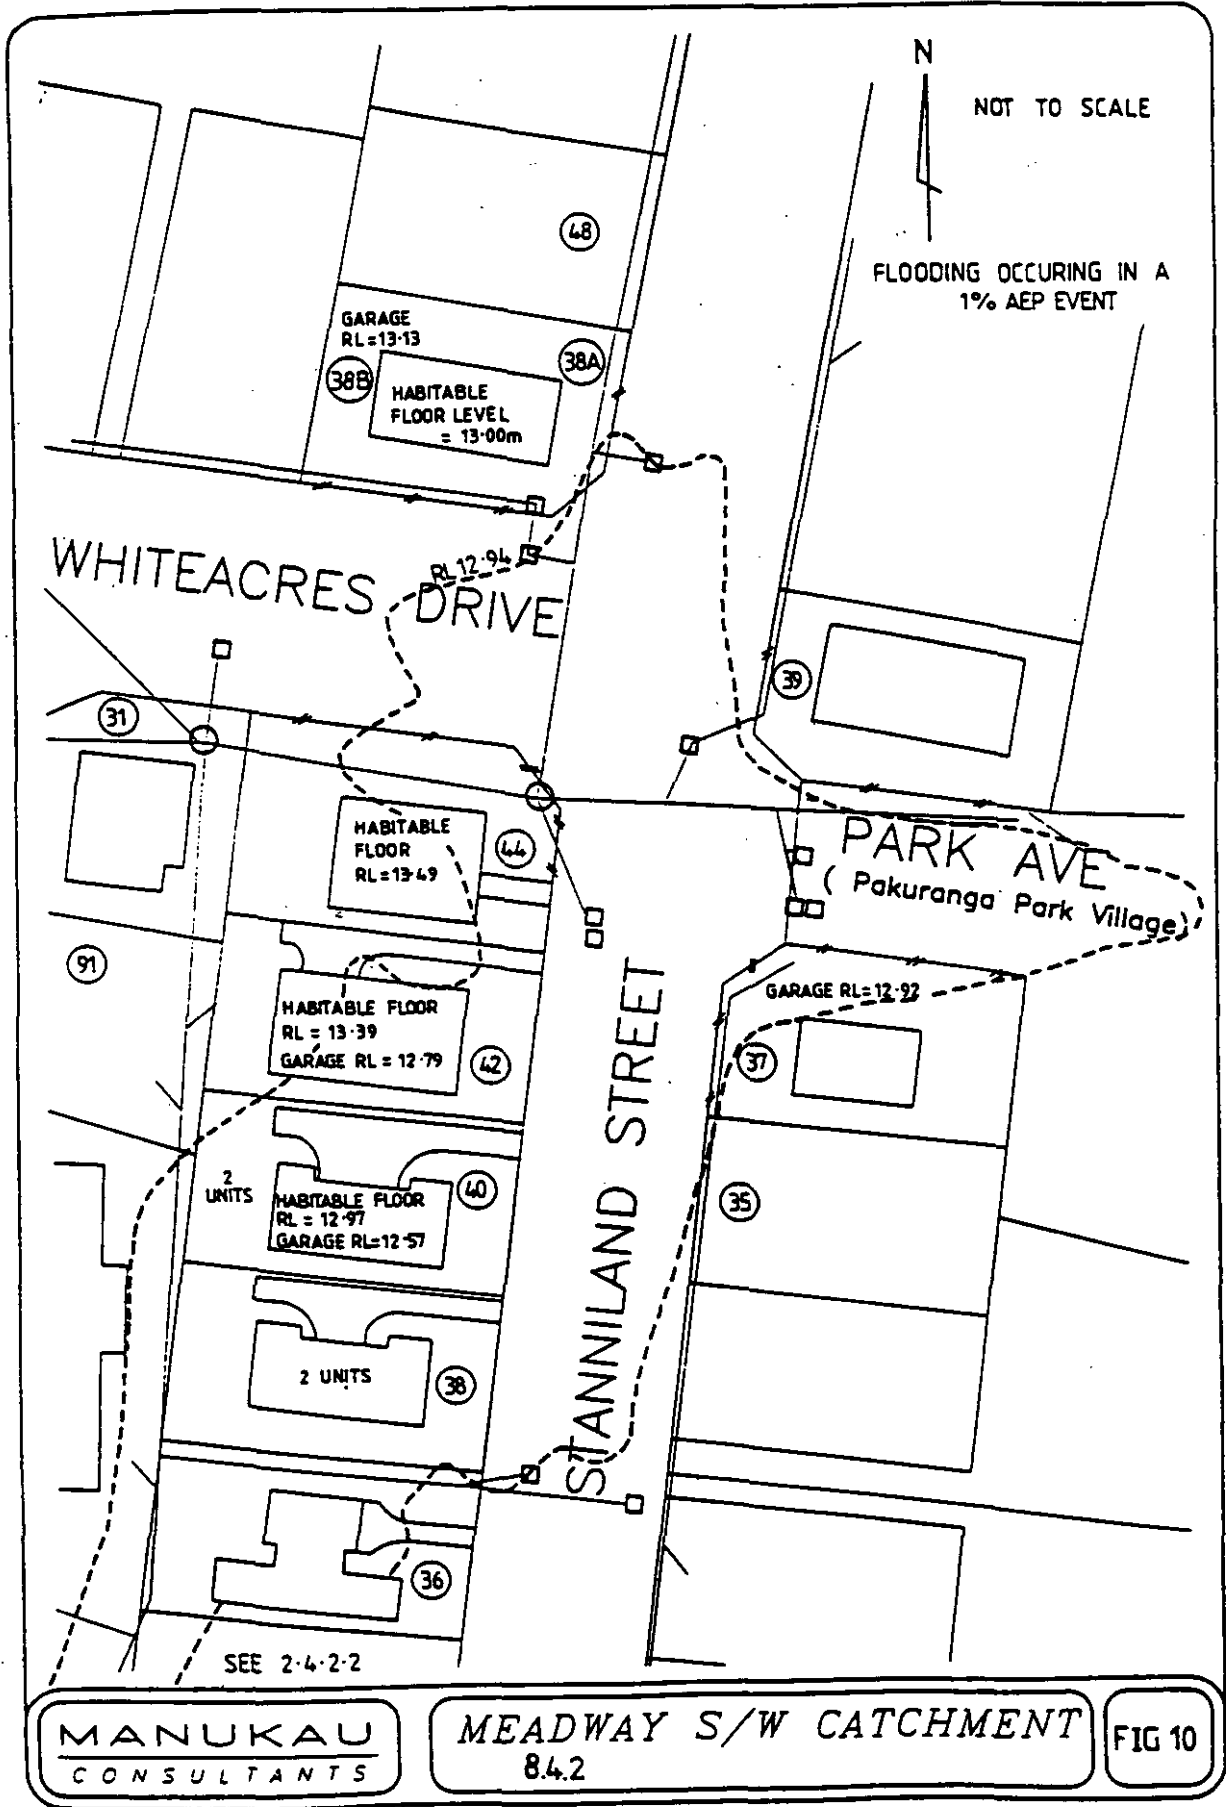 N
NOT TO SCALE
FLOODING OCCURING IN A
1% AEP EVENT
48
GARAGE
RL=13·13
38B
38A
HABITABLE
FLOOR LEVEL
= 13·00m
WHITEACRES DRIVE
RL 12·94
39
31
HABITABLE
FLOOR
RL=13·49
44
PARK AVE
( Pakuranga Park Village)
91
GARAGE RL=12·92
HABITABLE FLOOR
RL = 13·39
GARAGE RL = 12·79
42
37
STANNILAND STREET
2
UNITS
HABITABLE FLOOR
RL = 12·97
GARAGE RL=12·57
40
35
2 UNITS
38
36
SEE 2·4·2·2
MANUKAU
CONSULTANTS
MEADWAY S/W CATCHMENT
8.4.2
FIG 10